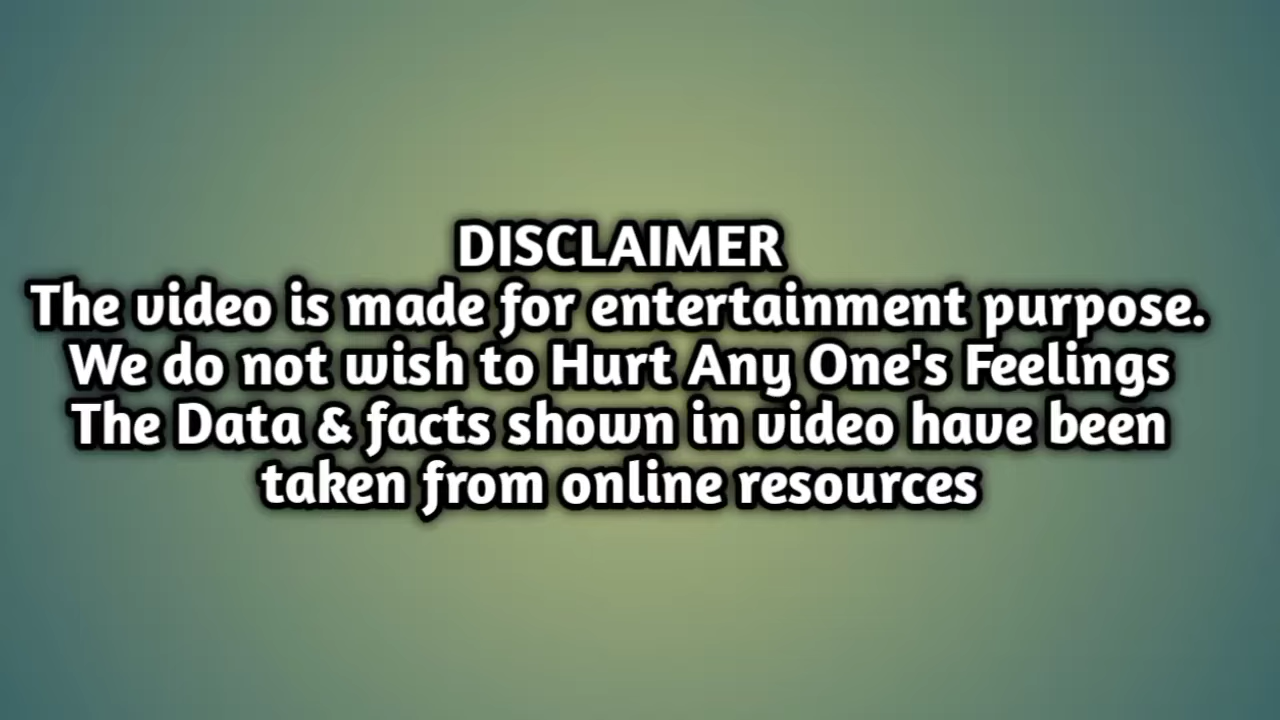 DISCLAIMER
The video is made for entertainment purpose.
We do not wish to Hurt Any One's Feelings
The Data & facts shown in video have been
taken from online resources